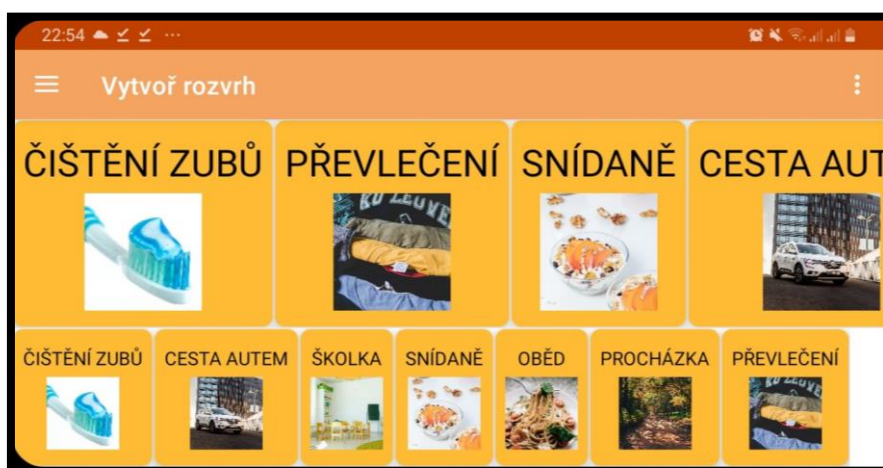 22:54
Vytvoř rozvrh
ČIŠTĚNÍ ZUBŮ PŘEVLEČENÍ SNÍDANĚ CESTA AUT
ČIŠTĚNÍ ZUBŮ CESTA AUTEM ŠKOLKA SNÍDANĚ OBĚD PROCHÁZKA PŘEVLEČENÍ